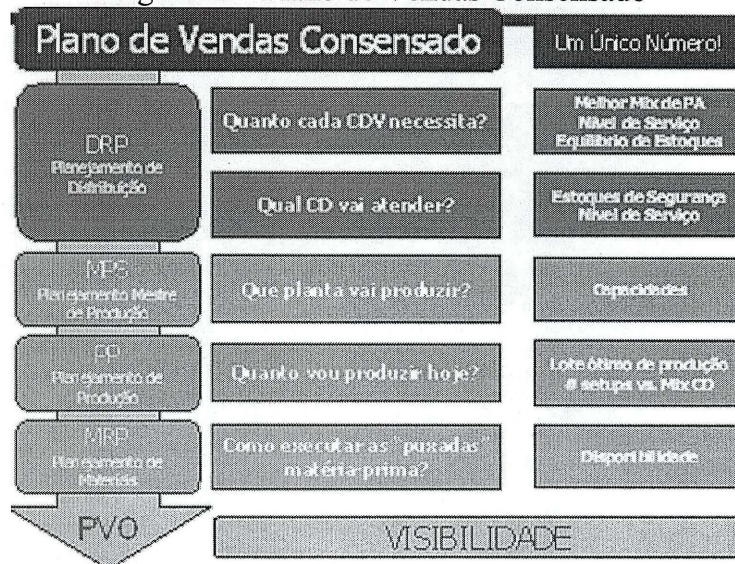 Plano de Vendas Consensado
Um Único Número!
DRP
Planejamento de
Distribuição
Quanto cada CDV necessita?
Melhor Mix de PA
Nível de Serviço
Equilíbrio de Estoques
Qual CD vai atender?
Estoques de Segurança
Nível de Serviço
MPS
Planejamento Mestre
de Produção
Que planta vai produzir?
Capacidades
PP
Planejamento de
Produção
Quanto vou produzir hoje?
Lote ótimo de produção
# setups vs. Mix CD
MRP
Planejamento de
Materiais
Como executar as "puxadas"
matéria-prima?
Disponibilidade
PVO
VISIBILIDADE